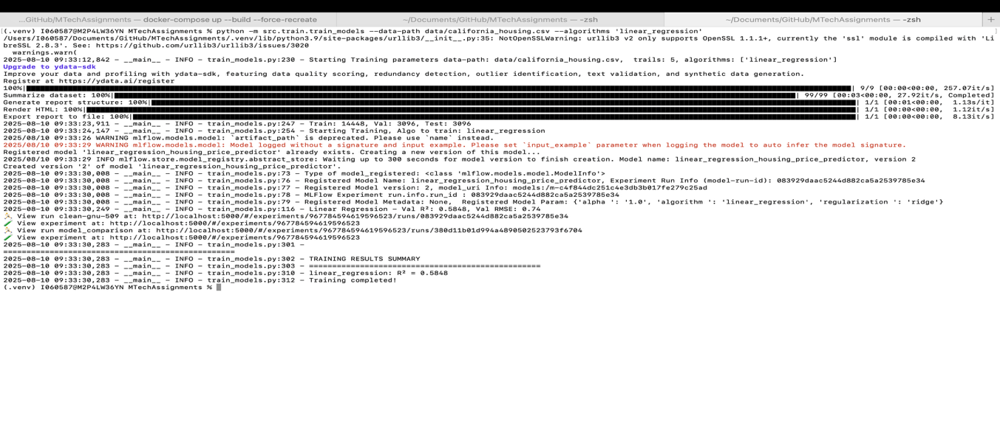 ...GitHub/MTechAssignments — docker-compose up --build --force-recreate
~/Documents/GitHub/MTechAssignments — -zsh
~/Documents/GitHub/MTechAssignments — -zsh
+
(.venv) I060587@M2P4LW36YN MTechAssignments % python -m src.train.train_models --data-path data/california_housing.csv --algorithms 'linear_regression'
/Users/I060587/Documents/GitHub/MTechAssignments/.venv/lib/python3.9/site-packages/urllib3/__init__.py:35: NotOpenSSLWarning: urllib3 v2 only supports OpenSSL 1.1.1+, currently the 'ssl' module is compiled with 'Li
breSSL 2.8.3'. See: https://github.com/urllib3/urllib3/issues/3020
  warnings.warn(
2025-08-10 09:33:12,842 - __main__ - INFO - train_models.py:230 - Starting Training parameters data-path: data/california_housing.csv,  trails: 5, algorithms: ['linear_regression']
Upgrade to ydata-sdk
Improve your data and profiling with ydata-sdk, featuring data quality scoring, redundancy detection, outlier identification, text validation, and synthetic data generation.
Register at https://ydata.ai/register
100%| | 9/9 [00:00<00:00, 257.07it/s]
Summarize dataset: 100%| | 99/99 [00:03<00:00, 27.92it/s, Completed]
Generate report structure: 100%| | 1/1 [00:01<00:00,  1.13s/it]
Render HTML: 100%| | 1/1 [00:00<00:00,  1.12it/s]
Export report to file: 100%| | 1/1 [00:00<00:00,  8.13it/s]
2025-08-10 09:33:23,911 - __main__ - INFO - train_models.py:247 - Train: 14448, Val: 3096, Test: 3096
2025-08-10 09:33:24,147 - __main__ - INFO - train_models.py:254 - Starting Training, Algo to train: linear_regression
2025/08/10 09:33:26 WARNING mlflow.models.model: `artifact_path` is deprecated. Please use `name` instead.
2025/08/10 09:33:29 WARNING mlflow.models.model: Model logged without a signature and input example. Please set `input_example` parameter when logging the model to auto infer the model signature.
Registered model 'linear_regression_housing_price_predictor' already exists. Creating a new version of this model...
2025/08/10 09:33:29 INFO mlflow.store.model_registry.abstract_store: Waiting up to 300 seconds for model version to finish creation. Model name: linear_regression_housing_price_predictor, version 2
Created version '2' of model 'linear_regression_housing_price_predictor'.
2025-08-10 09:33:30,008 - __main__ - INFO - train_models.py:73 - Type of model_registered: <class 'mlflow.models.model.ModelInfo'>
2025-08-10 09:33:30,008 - __main__ - INFO - train_models.py:76 - Registered Model Name: linear_regression_housing_price_predictor, Experiment Run Info (model-run-id): 083929daac5244d882ca5a2539785e34
2025-08-10 09:33:30,008 - __main__ - INFO - train_models.py:77 - Registered Model version: 2, model_uri Info: models:/m-c4f844dc251c4e3db3b017fe279c25ad
2025-08-10 09:33:30,008 - __main__ - INFO - train_models.py:78 - MLFlow Experiment run.info.run_id : 083929daac5244d882ca5a2539785e34
2025-08-10 09:33:30,008 - __main__ - INFO - train_models.py:79 - Registered Model Metadata: None,  Registered Model Param: {'alpha ': '1.0', 'algorithm ': 'linear_regression', 'regularization ': 'ridge'}
2025-08-10 09:33:30,249 - __main__ - INFO - train_models.py:116 - Linear Regression - Val R²: 0.5848, Val RMSE: 0.74
🏃 View run clean-gnu-509 at: http://localhost:5000/#/experiments/967784594619596523/runs/083929daac5244d882ca5a2539785e34
🧪 View experiment at: http://localhost:5000/#/experiments/967784594619596523
🏃 View run model_comparison at: http://localhost:5000/#/experiments/967784594619596523/runs/380d11b01d994a4890502523793f6704
🧪 View experiment at: http://localhost:5000/#/experiments/967784594619596523
2025-08-10 09:33:30,283 - __main__ - INFO - train_models.py:301 -
==================================================
2025-08-10 09:33:30,283 - __main__ - INFO - train_models.py:302 - TRAINING RESULTS SUMMARY
2025-08-10 09:33:30,283 - __main__ - INFO - train_models.py:303 - ==================================================
2025-08-10 09:33:30,283 - __main__ - INFO - train_models.py:310 - linear_regression: R² = 0.5848
2025-08-10 09:33:30,283 - __main__ - INFO - train_models.py:312 - Training completed!
(.venv) I060587@M2P4LW36YN MTechAssignments %